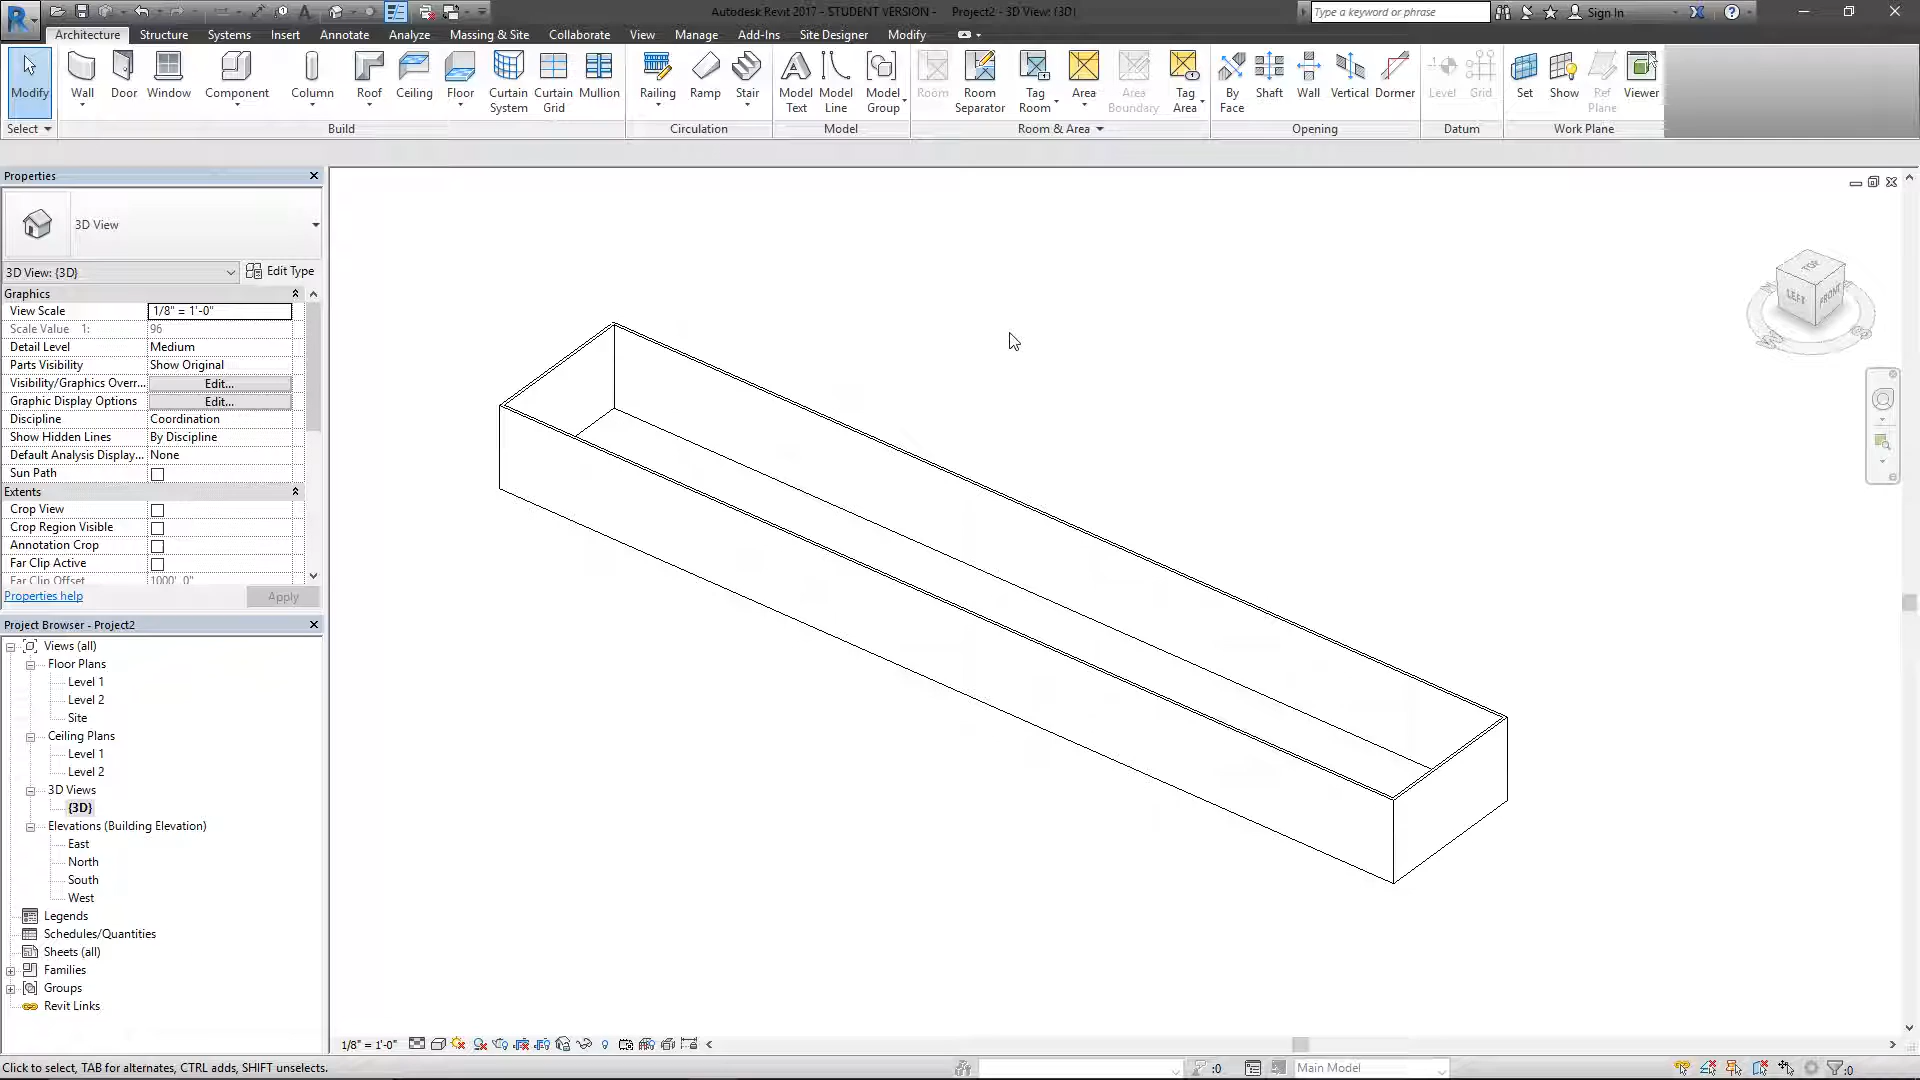 Autodesk Revit 2017 - STUDENT VERSION - Project2 - 3D View: {3D}
Type a keyword or phrase
Sign In
Architecture Structure Systems Insert Annotate Analyze Massing & Site Collaborate View Manage Add-Ins Site Designer Modify
Modify
Wall
Door
Window
Component
Column
Roof
Ceiling
Floor
Curtain System
Curtain Grid
Mullion
Railing
Ramp
Stair
Model Text
Model Line
Model Group
Room
Room Separator
Tag Room
Area
Area Boundary
Tag Area
By Face
Shaft
Wall
Vertical
Dormer
Level
Grid
Set
Show
Ref Plane
Viewer
Select
Build
Circulation
Model
Room & Area
Opening
Datum
Work Plane
Properties
3D View
3D View: {3D}
Edit Type
Graphics
View Scale 1/8" = 1'-0"
Scale Value 1: 96
Detail Level Medium
Parts Visibility Show Original
Visibility/Graphics Overr... Edit...
Graphic Display Options Edit...
Discipline Coordination
Show Hidden Lines By Discipline
Default Analysis Display... None
Sun Path
Extents
Crop View
Crop Region Visible
Annotation Crop
Far Clip Active
Far Clip Offset 1000' 0"
Properties help
Apply
Project Browser - Project2
Views (all)
Floor Plans
Level 1
Level 2
Site
Ceiling Plans
Level 1
Level 2
3D Views
{3D}
Elevations (Building Elevation)
East
North
South
West
Legends
Schedules/Quantities
Sheets (all)
Families
Groups
Revit Links
TOP
LEFT
FRONT
W
1/8" = 1'-0"
Click to select, TAB for alternates, CTRL adds, SHIFT unselects.
:0
Main Model
:0